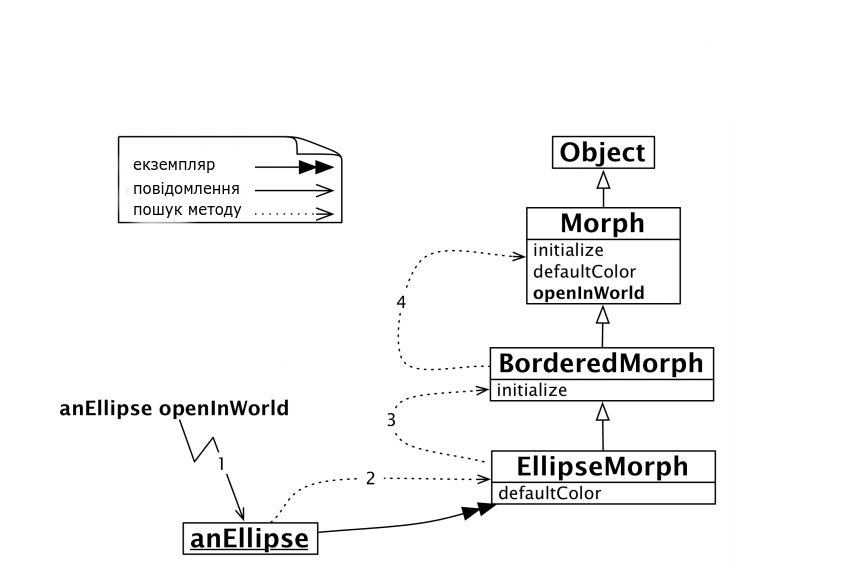 екземпляр
повідомлення
пошук методу
Object
Morph
initialize
defaultColor
openInWorld
4
BorderedMorph
initialize
anEllipse openInWorld
3
1
EllipseMorph
defaultColor
2
anEllipse